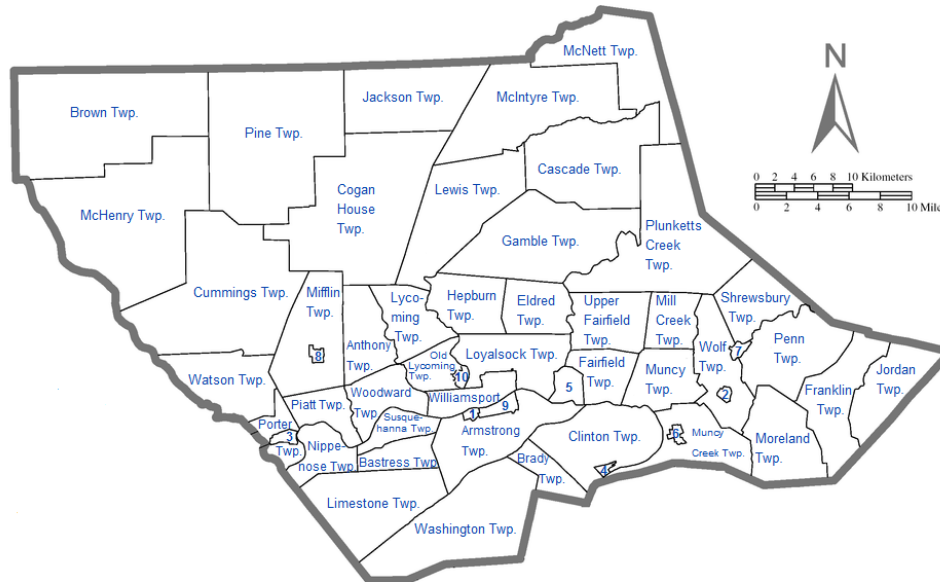 McNett Twp.
N
Jackson Twp.
McIntyre Twp.
Brown Twp.
Pine Twp.
Cascade Twp.
0 2 4 6 8 10 Kilometers
0 2 4 6 8 10 Mile
Cogan
House
Twp.
Lewis Twp.
McHenry Twp.
Plunketts
Creek
Twp.
Gamble Twp.
Cummings Twp.
Mifflin
Twp.
Lyco-
ming
Twp.
Hepburn
Twp.
Eldred
Twp.
Upper
Fairfield
Twp.
Mill
Creek
Twp.
Shrewsbury
Twp.
Anthony
Twp.
Old
Lycoming
Twp.
Loyalsock Twp.
Wolf
Twp.
7
Penn
Twp.
8
Fairfield
Twp.
Muncy
Twp.
Jordan
Twp.
Watson Twp.
10
5
2
Franklin
Twp.
Woodward
Twp.
Williamsport
9
1
Piatt Twp.
Susque-
hanna Twp.
Porter
Twp.
3
Armstrong
Twp.
Clinton Twp.
6
Muncy
Creek Twp.
Moreland
Twp.
Nippe-
nose Twp.
Bastress Twp.
Brady
Twp.
4
Limestone Twp.
Washington Twp.